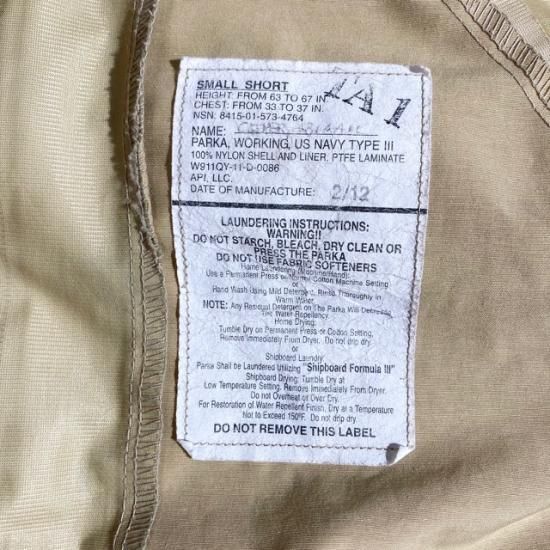 SMALL SHORT
HEIGHT: FROM 63 TO 67 IN
CHEST: FROM 33 TO 37 IN.
NSN: 8415-01-573-4764
1A1
NAME:
PARKA, WORKING, US NAVY TYPE III
100% NYLON SHELL AND LINER, PTFE LAMINATE
W911QY-11-D-0086
API, LLC.
DATE OF MANUFACTURE: 2/12
LAUNDERING INSTRUCTIONS:
WARNING!!
DO NOT STARCH, BLEACH, DRY CLEAN OR
PRESS THE PARKA
DO NOT USE FABRIC SOFTENERS
Home Laundering (Machine/Hand):
Use a Permanent Press or Normal Cotton Machine Setting
or
Hand Wash Using Mild Detergent, Rinse Thoroughly in
Warm Water.
NOTE: Any Residual Detergent on The Parka Will Decrease
The Water Repellency.
Home Drying:
Tumble Dry on Permanent Press or Cotton Setting,
Remove Immediately From Dryer. Do not drip dry.
or
Shipboard Laundry
Parka Shall be Laundered Utilizing "Shipboard Formula III"
Shipboard Drying: Tumble Dry at
Low Temperature Setting. Remove Immediately From Dryer.
Do not Overheat or Over Dry.
For Restoration of Water Repellent Finish, Dry at a Temperature
Not to Exceed 150°F. Do not drip dry.
DO NOT REMOVE THIS LABEL